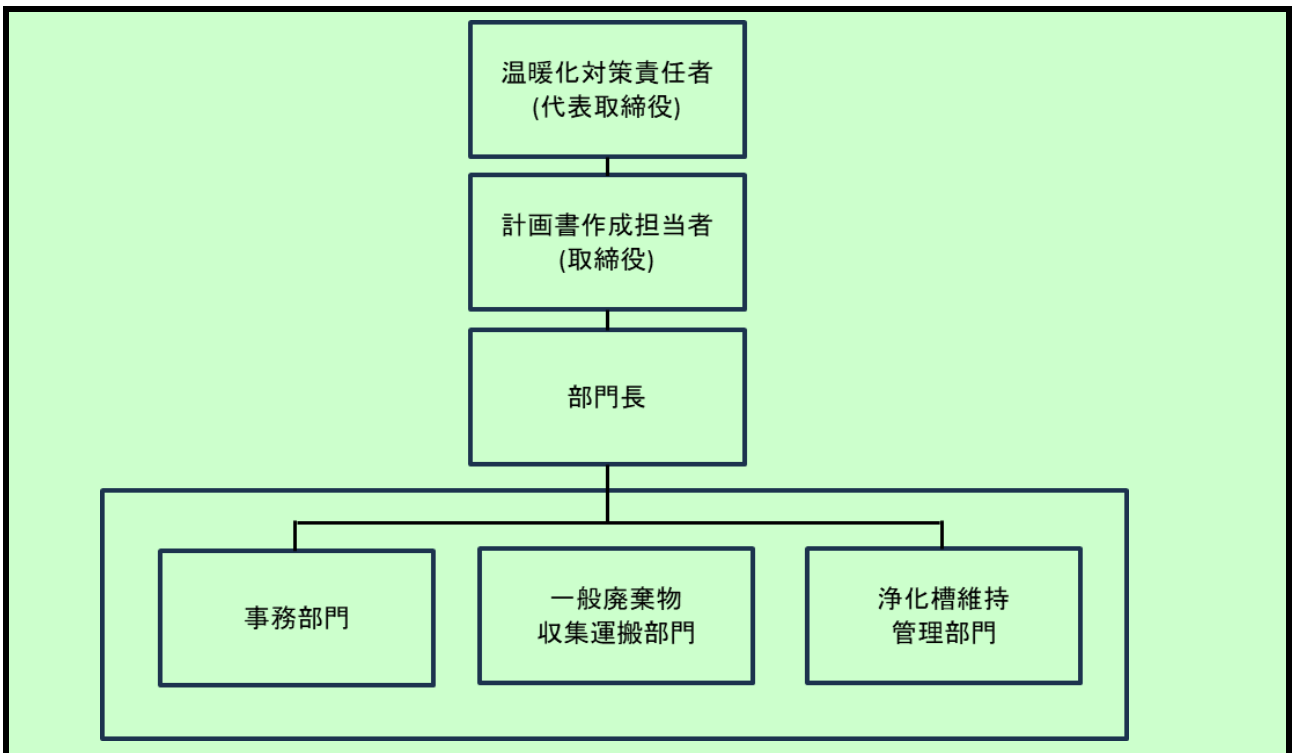 温暖化対策責任者
(代表取締役)
計画書作成担当者
(取締役)
部門長
事務部門
一般廃棄物
収集運搬部門
浄化槽維持
管理部門